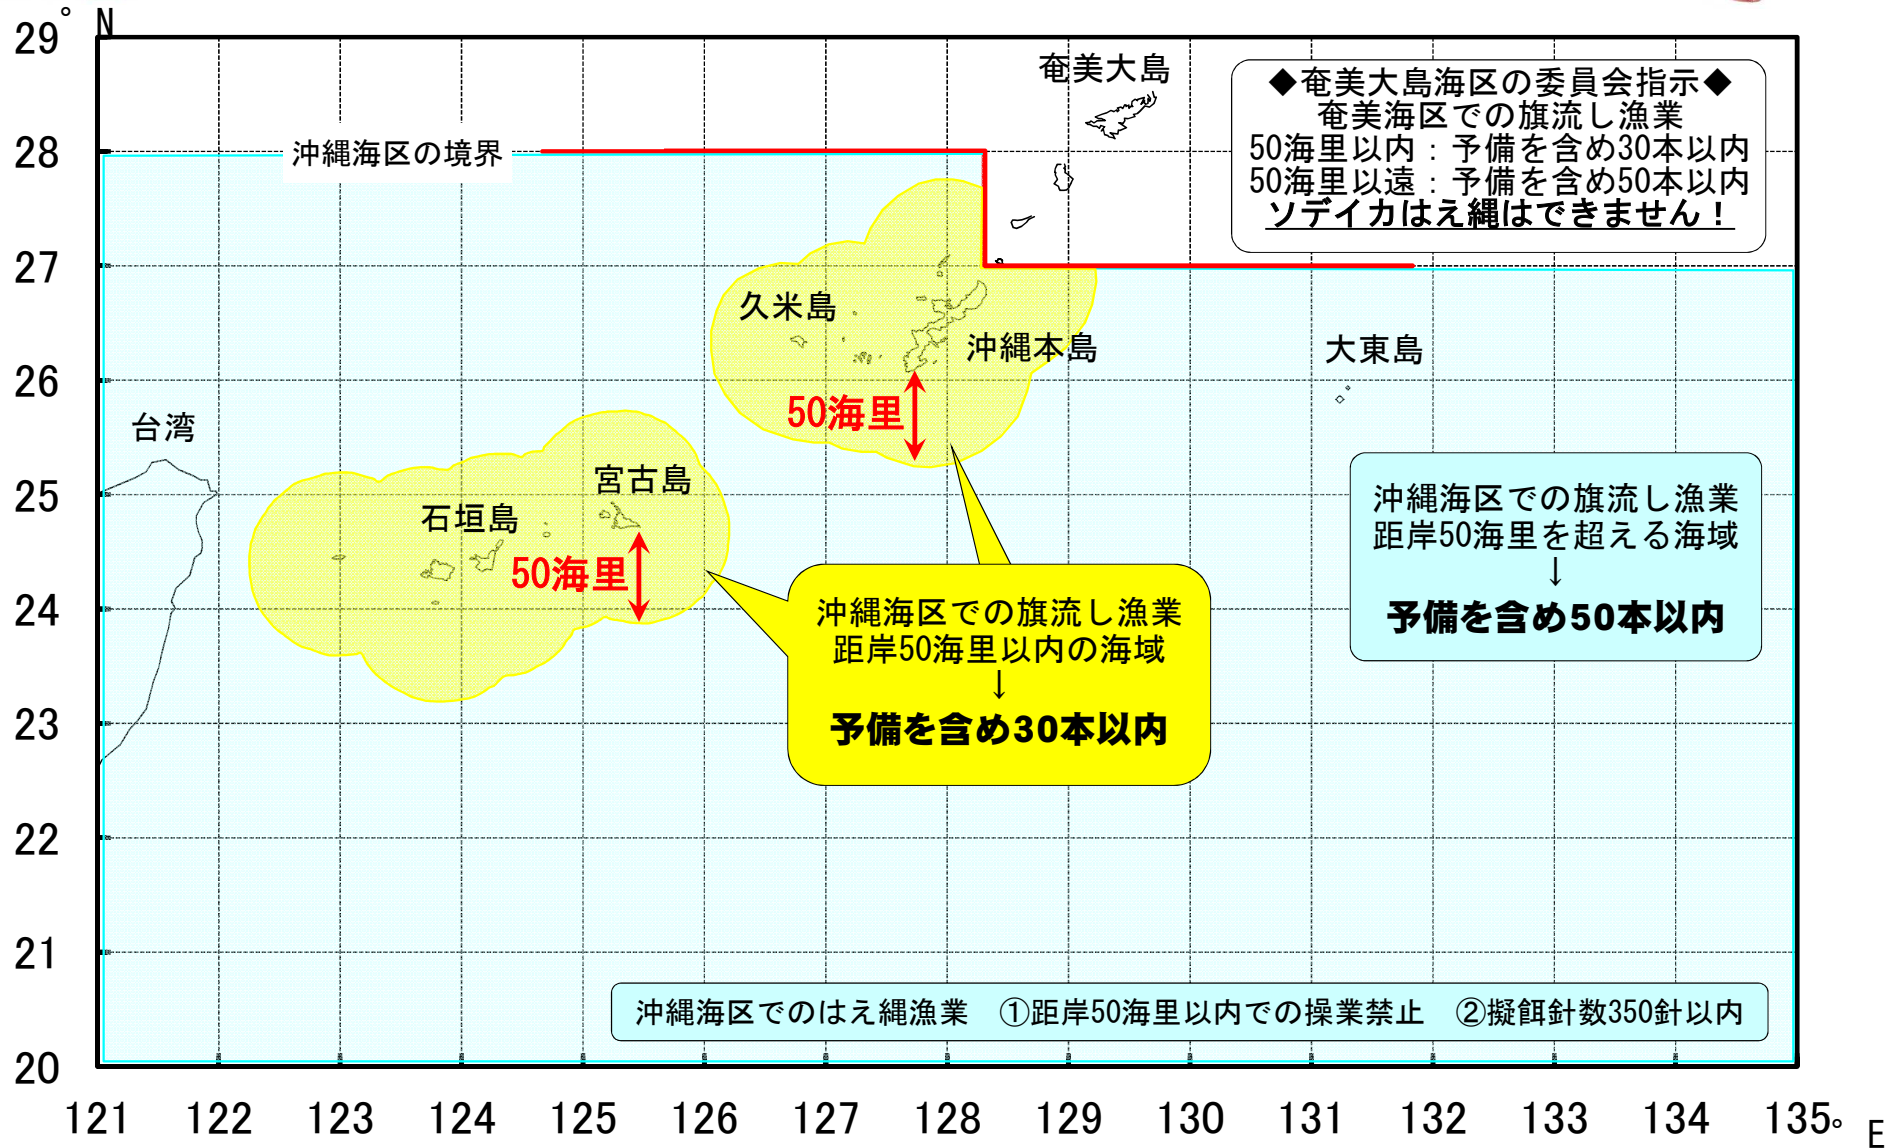 29° N
28
27
26
25
24
23
22
21
20
121 122 123 124 125 126 127 128 129 130 131 132 133 134 135° E
奄美大島
◆奄美大島海区の委員会指示◆
奄美海区での旗流し漁業
50海里以内：予備を含め30本以内
50海里以遠：予備を含め50本以内
ソデイカはえ縄はできません！
沖縄海区の境界
久米島
沖縄本島
大東島
50海里
台湾
宮古島
石垣島
50海里
沖縄海区での旗流し漁業
距岸50海里を超える海域
↓
予備を含め50本以内
沖縄海区での旗流し漁業
距岸50海里以内の海域
↓
予備を含め30本以内
沖縄海区でのはえ縄漁業 ①距岸50海里以内での操業禁止 ②擬餌針数350針以内